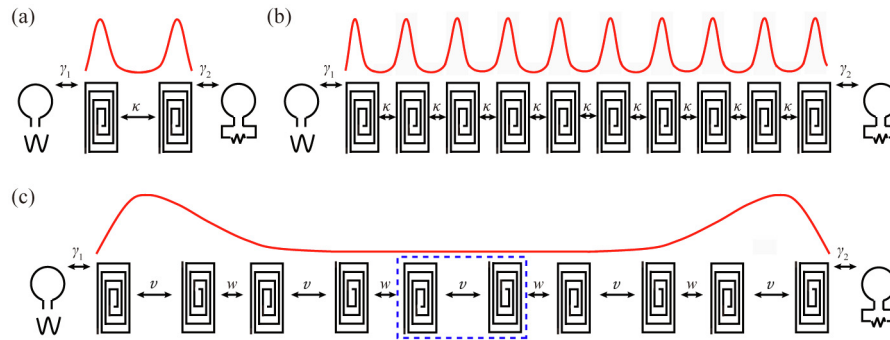 (a)
γ₁
κ
γ₂
(b)
γ₁
κ κ κ κ κ κ κ κ κ
γ₂
(c)
γ₁
v w v w v w v w v
γ₂